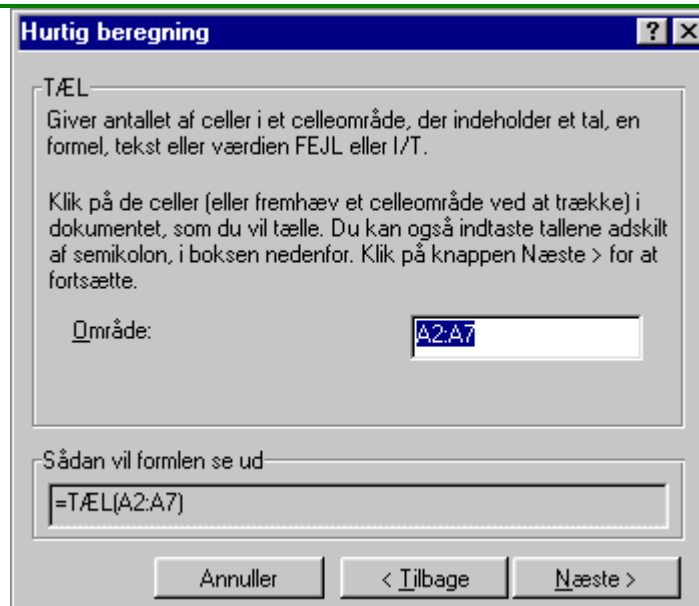 Hurtig beregning
TÆL
Giver antallet af celler i et celleområde, der indeholder et tal, en
formel, tekst eller værdien FEJL eller I/T.
Klik på de celler (eller fremhæv et celleområde ved at trække) i
dokumentet, som du vil tælle. Du kan også indtaste tallene adskilt
af semikolon, i boksen nedenfor. Klik på knappen Næste > for at
fortsætte.
Område: A2:A7
Sådan vil formlen se ud
=TÆL(A2:A7)
Annuller < Tilbage Næste >